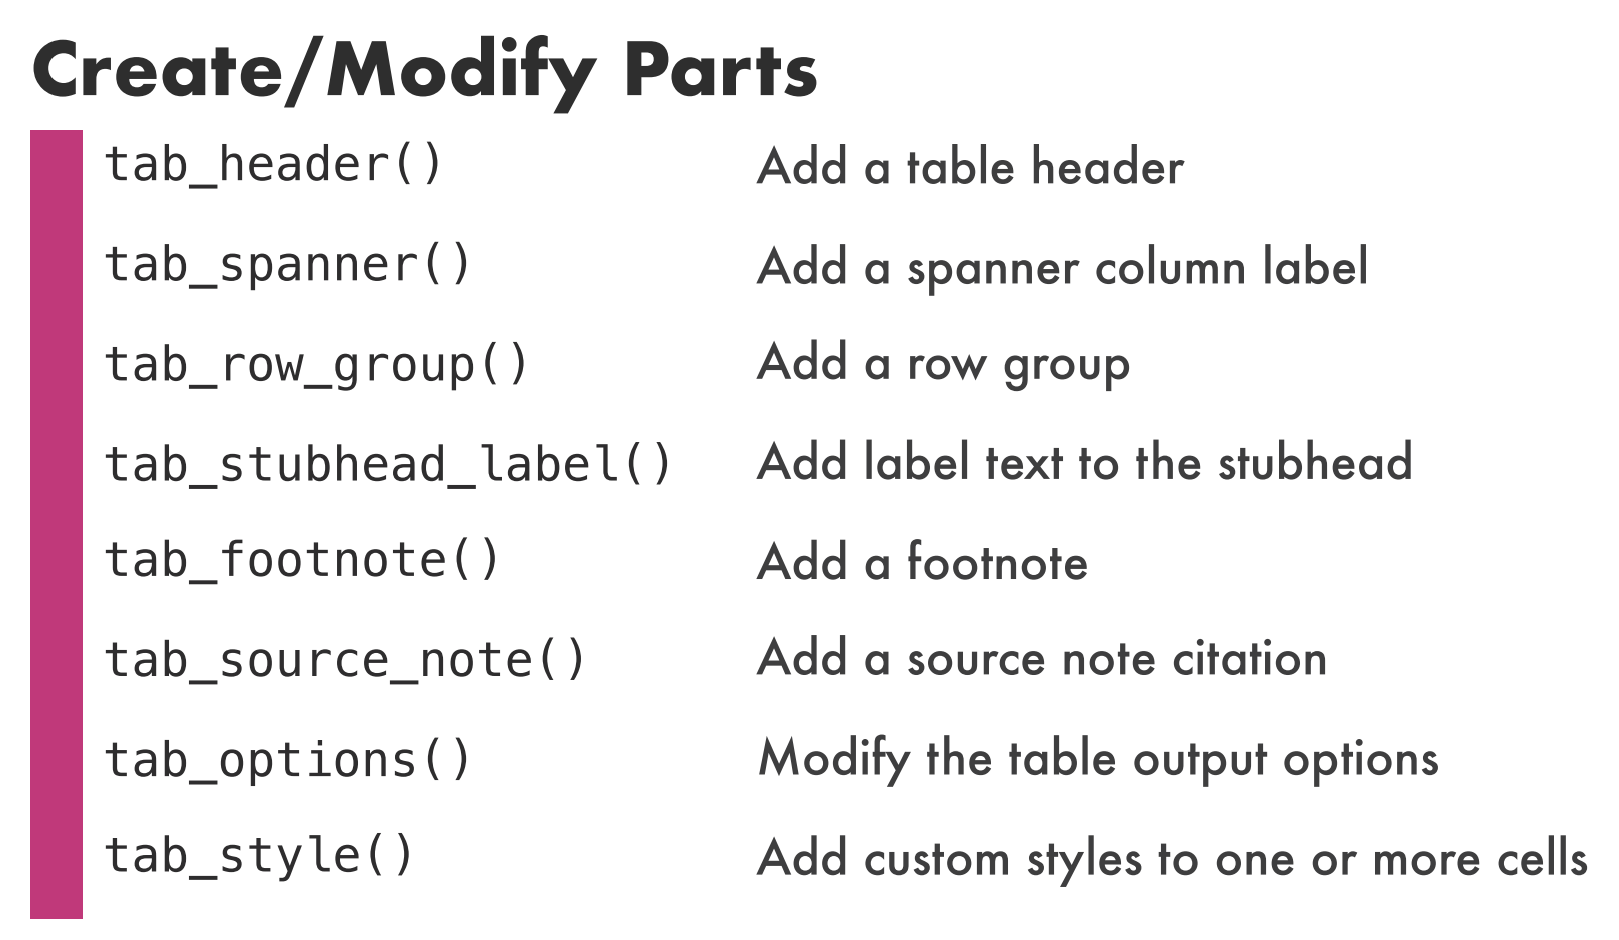 Create/Modify Parts
tab_header() Add a table header
tab_spanner() Add a spanner column label
tab_row_group() Add a row group
tab_stubhead_label() Add label text to the stubhead
tab_footnote() Add a footnote
tab_source_note() Add a source note citation
tab_options() Modify the table output options
tab_style() Add custom styles to one or more cells